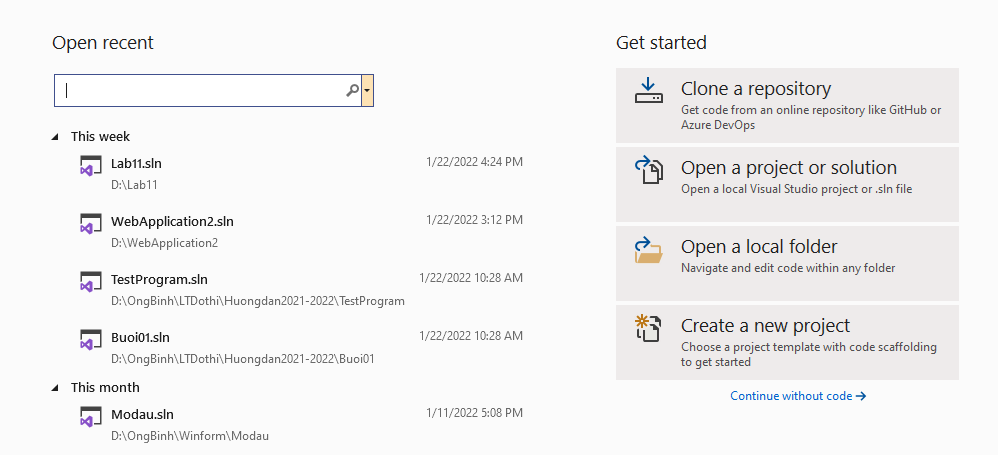 Open recent
This week
Lab11.sln
1/22/2022 4:24 PM
D:\Lab11
WebApplication2.sln
1/22/2022 3:12 PM
D:\WebApplication2
TestProgram.sln
1/22/2022 10:28 AM
D:\OngBinh\LTDothi\Huongdan2021-2022\TestProgram
Buoi01.sln
1/22/2022 10:28 AM
D:\OngBinh\LTDothi\Huongdan2021-2022\Buoi01
This month
Modau.sln
1/11/2022 5:08 PM
D:\OngBinh\Winform\Modau
Get started
Clone a repository
Get code from an online repository like GitHub or
Azure DevOps
Open a project or solution
Open a local Visual Studio project or .sln file
Open a local folder
Navigate and edit code within any folder
Create a new project
Choose a project template with code scaffolding
to get started
Continue without code →